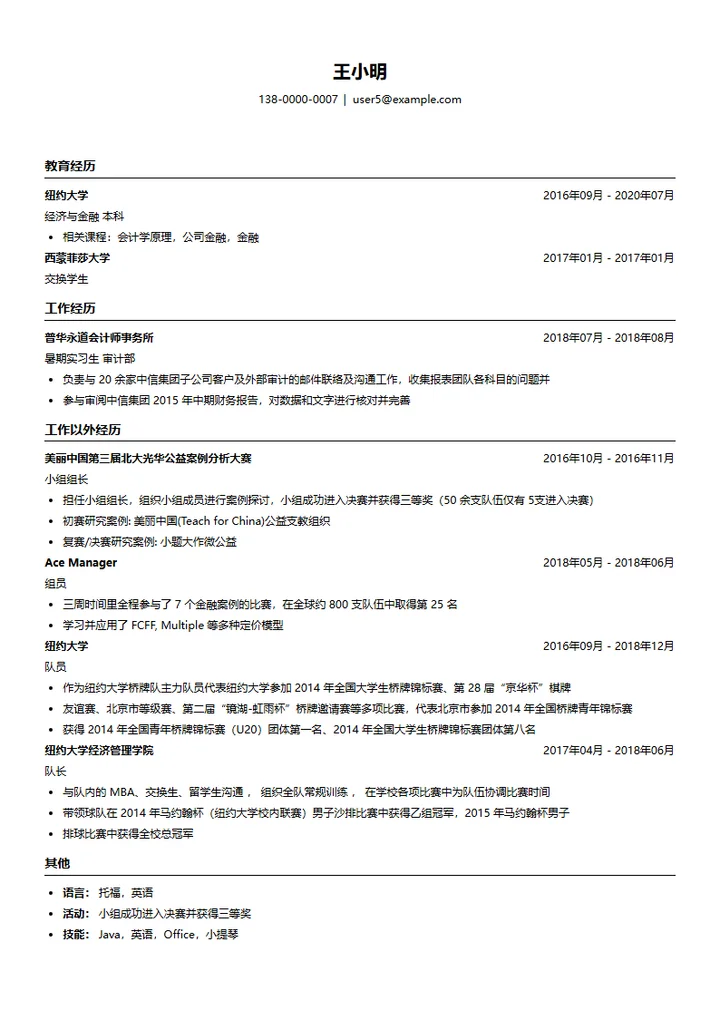 王小明
138-0000-0007 | user5@example.com
教育经历
纽约大学 2016年09月 - 2020年07月
经济与金融 本科
• 相关课程：会计学原理，公司金融，金融
西蒙菲莎大学 2017年01月 - 2017年01月
交换学生
工作经历
普华永道会计师事务所 2018年07月 - 2018年08月
暑期实习生 审计部
• 负责与 20 余家中信集团子公司客户及外部审计的邮件联络及沟通工作，收集报表团队各科目的问题并
• 参与审阅中信集团 2015 年中期财务报告，对数据和文字进行核对并完善
工作以外经历
美丽中国第三届北大光华公益案例分析大赛 2016年10月 - 2016年11月
小组组长
• 担任小组组长，组织小组成员进行案例探讨，小组成功进入决赛并获得三等奖（50 余支队伍仅有 5支进入决赛）
• 初赛研究案例: 美丽中国(Teach for China)公益支教组织
• 复赛/决赛研究案例: 小题大作微公益
Ace Manager 2018年05月 - 2018年06月
组员
• 三周时间里全程参与了 7 个金融案例的比赛，在全球约 800 支队伍中取得第 25 名
• 学习并应用了 FCFF, Multiple 等多种定价模型
纽约大学 2016年09月 - 2018年12月
队员
• 作为纽约大学桥牌队主力队员代表纽约大学参加 2014 年全国大学生桥牌锦标赛、第 28 届“京华杯”棋牌
• 友谊赛、北京市等级赛、第二届“镜湖-虹雨杯”桥牌邀请赛等多项比赛，代表北京市参加 2014 年全国桥牌青年锦标赛
• 获得 2014 年全国青年桥牌锦标赛（U20）团体第一名、2014 年全国大学生桥牌锦标赛团体第八名
纽约大学经济管理学院 2017年04月 - 2018年06月
队长
• 与队内的 MBA、交换生、留学生沟通 ， 组织全队常规训练 ， 在学校各项比赛中为队伍协调比赛时间
• 带领球队在 2014 年马约翰杯（纽约大学校内联赛）男子沙排比赛中获得乙组冠军，2015 年马约翰杯男子
• 排球比赛中获得全校总冠军
其他
• 语言： 托福，英语
• 活动： 小组成功进入决赛并获得三等奖
• 技能： Java，英语，Office，小提琴